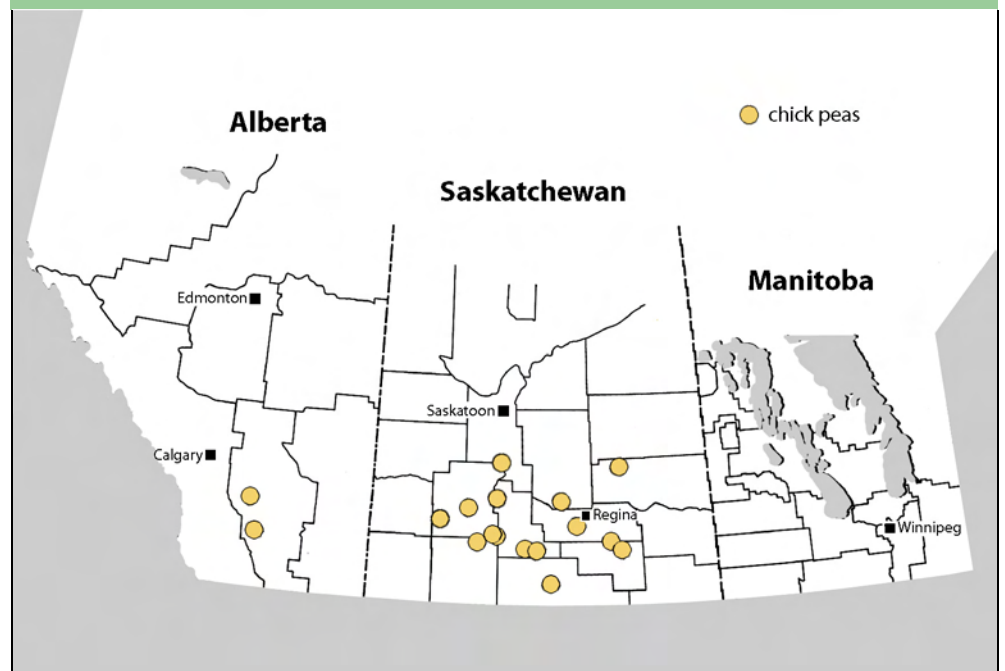 Alberta
chick peas
Saskatchewan
Manitoba
Edmonton
Saskatoon
Calgary
Regina
Winnipeg